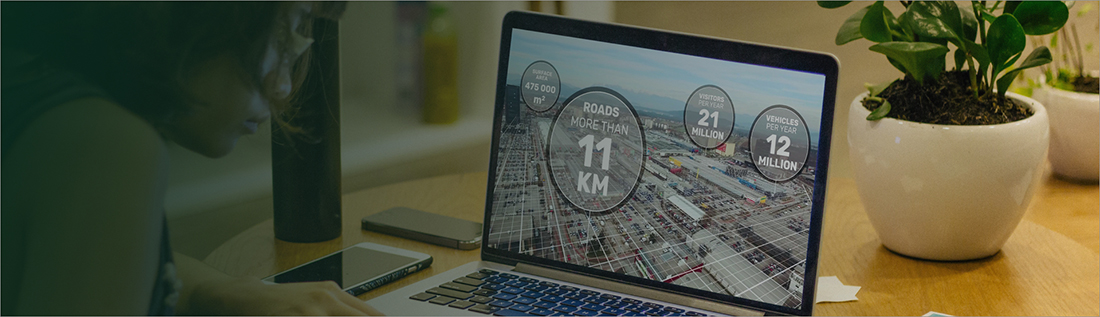 SURFACE
AREA
475 000
m²
ROADS
MORE THAN
11
KM
VISITORS
PER YEAR
21
MILLION
VEHICLES
PER YEAR
12
MILLION